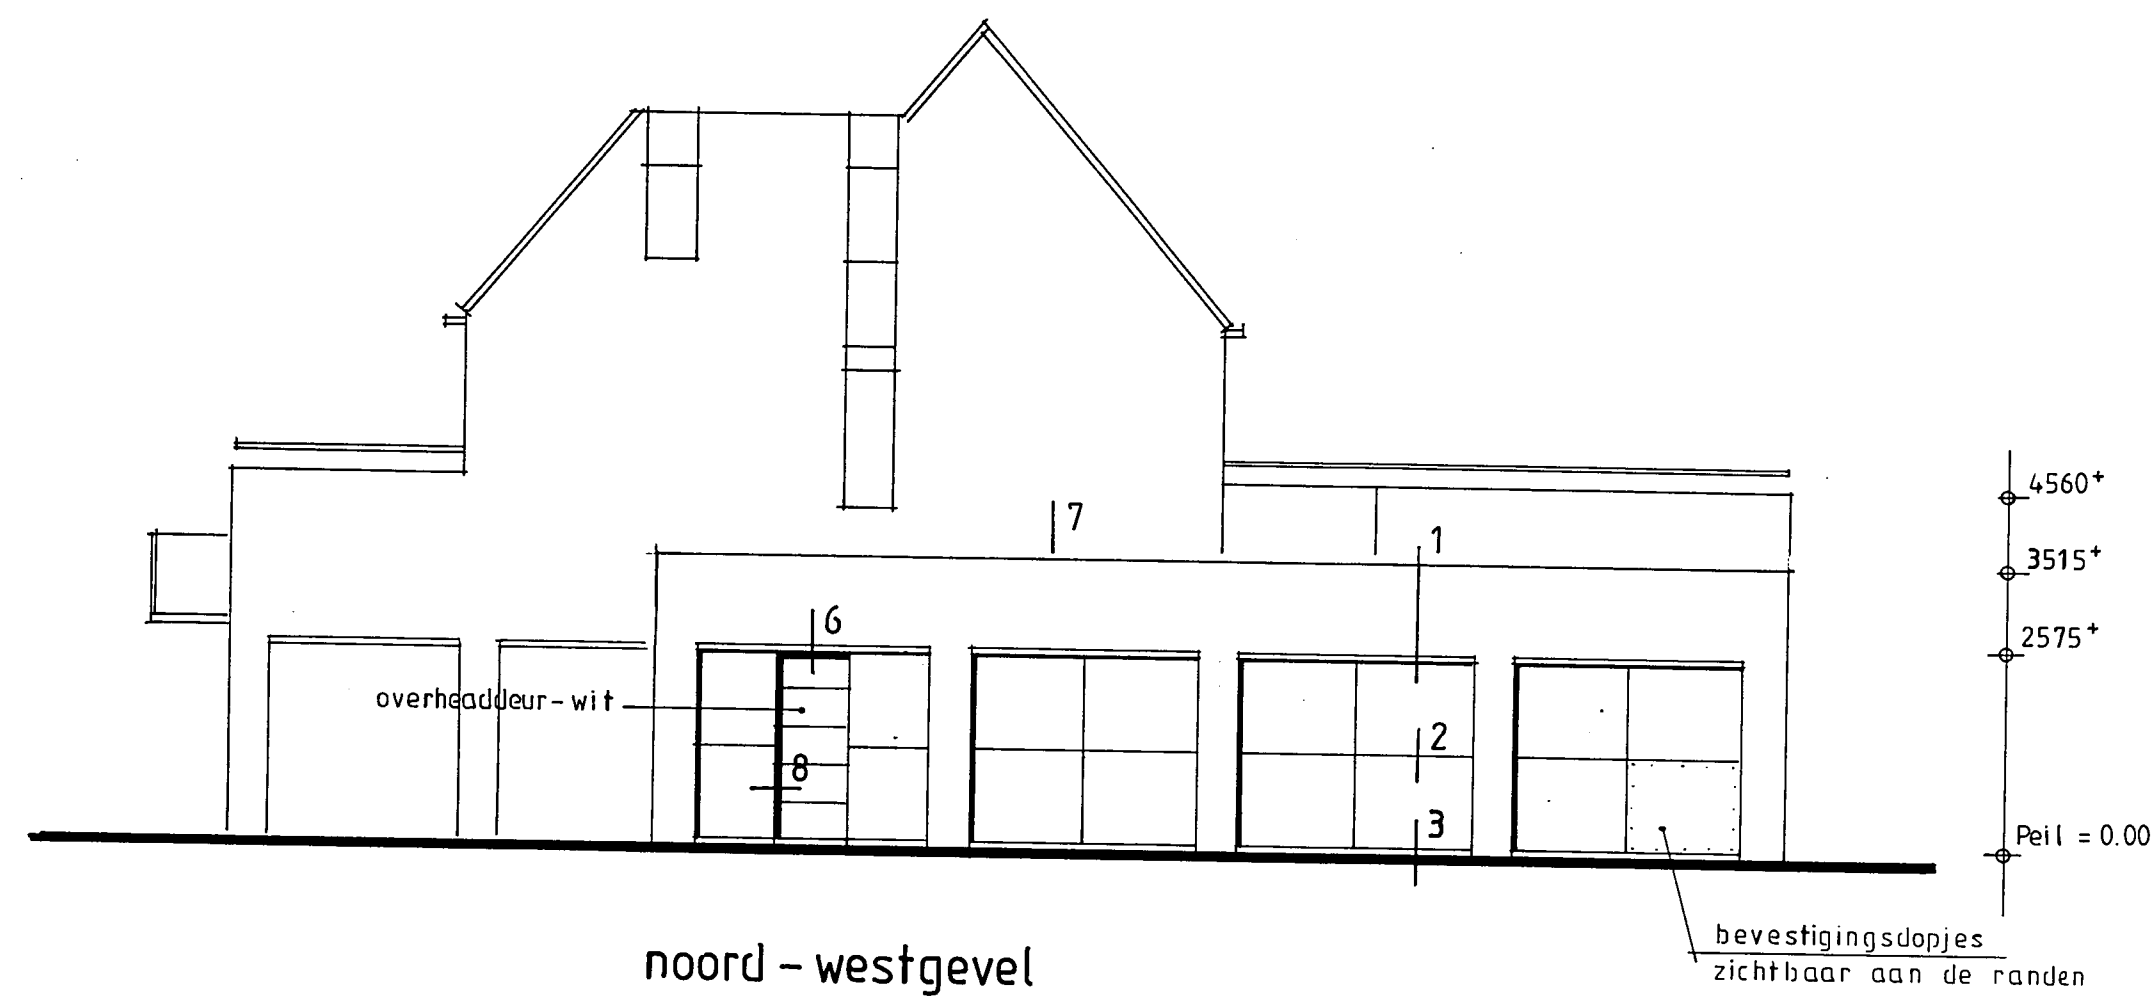 7
1
4560+
3515+
2575+
6
overheaddeur-wit
2
8
3
Peil = 0.00
bevestigingsdopjes
zichtbaar aan de randen
noord - westgevel